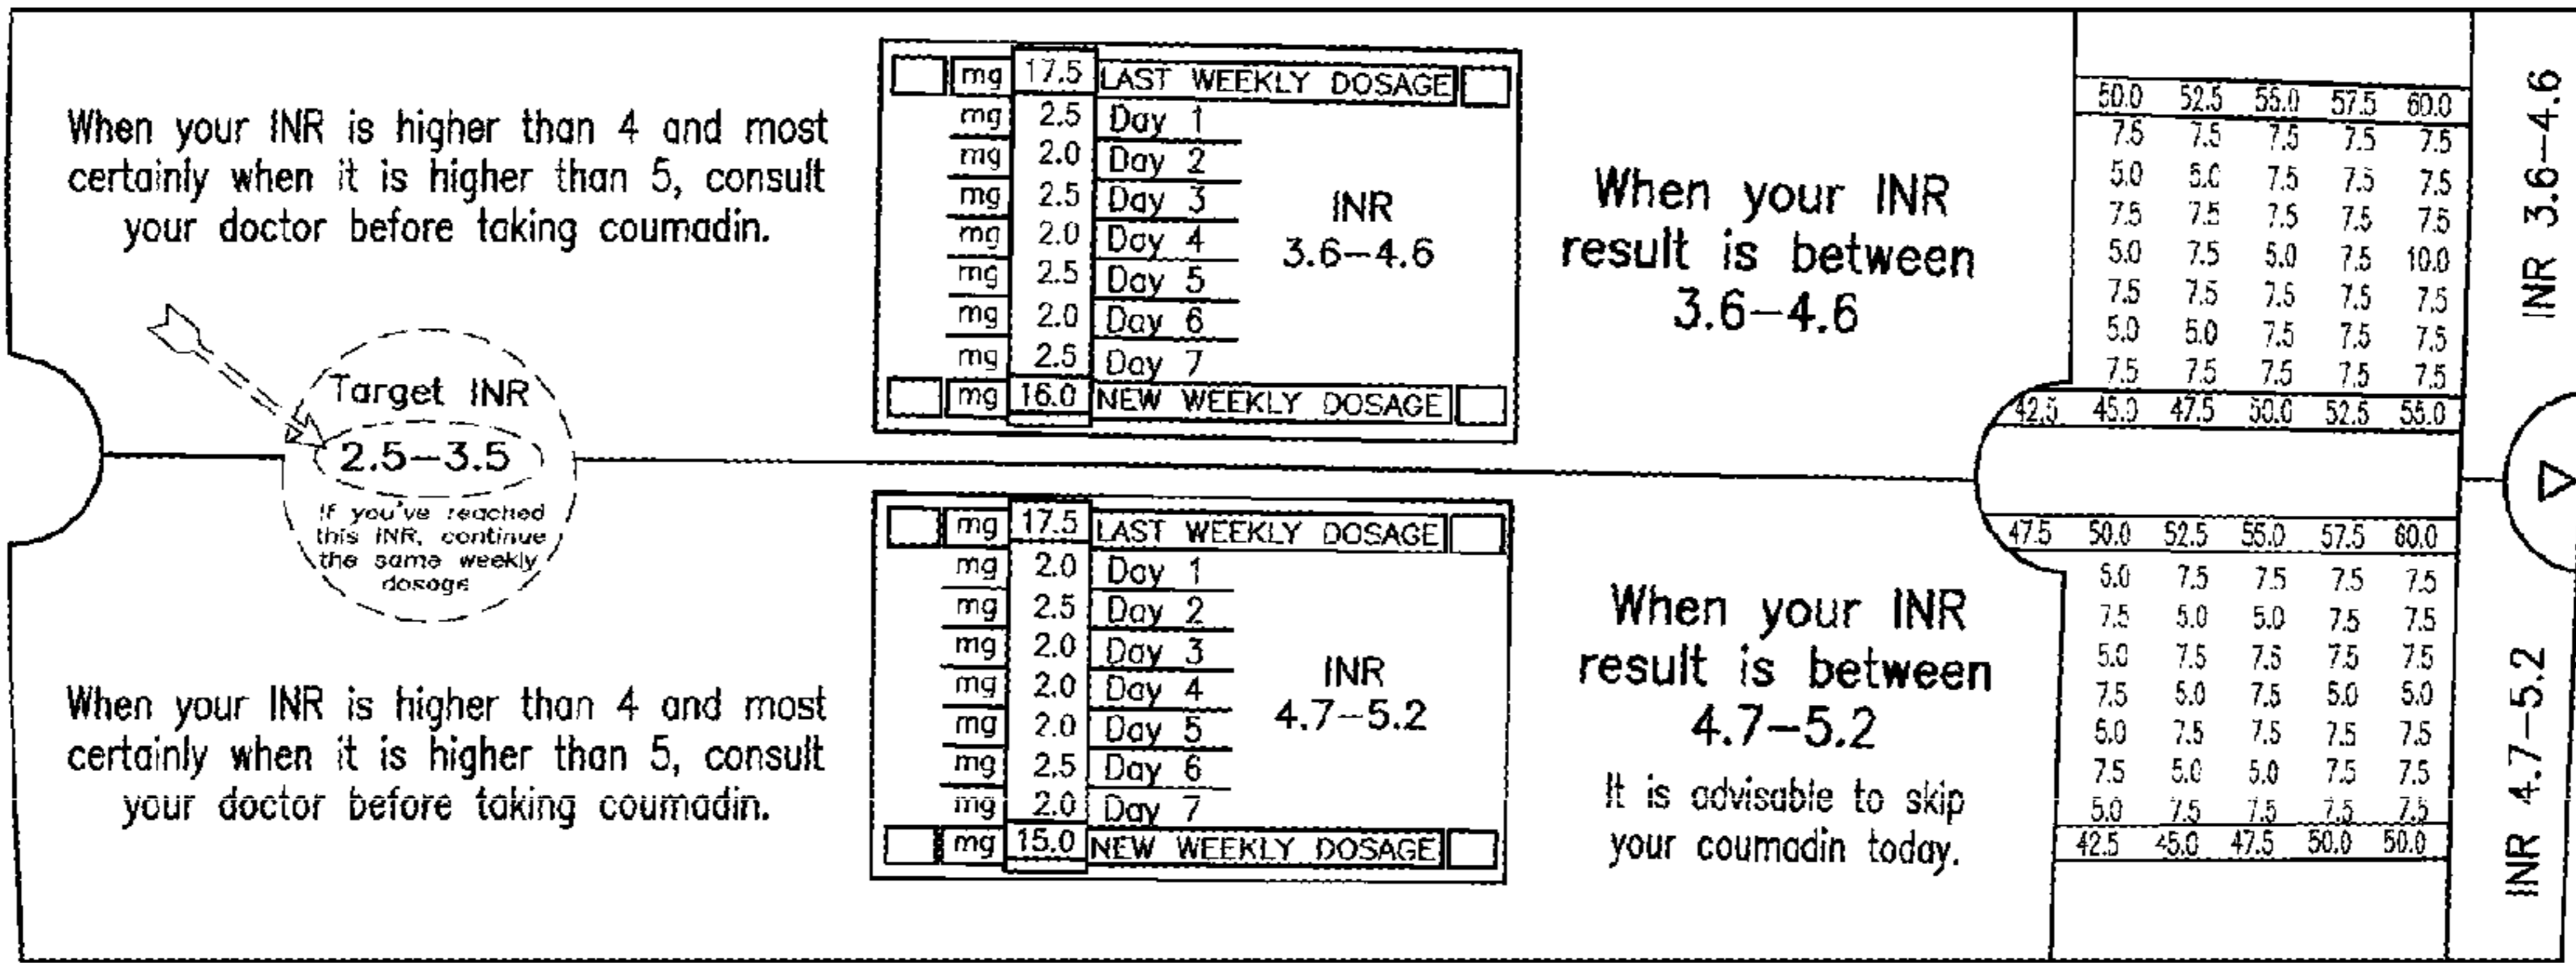 When your INR is higher than 4 and most
certainly when it is higher than 5, consult
your doctor before taking coumadin.
Target INR
2.5–3.5
If you've reached
this INR, continue
the same weekly
dosage
When your INR is higher than 4 and most
certainly when it is higher than 5, consult
your doctor before taking coumadin.
mg 17.5 LAST WEEKLY DOSAGE
mg 2.5 Day 1
mg 2.0 Day 2
mg 2.5 Day 3
mg 2.0 Day 4
mg 2.5 Day 5
mg 2.0 Day 6
mg 2.5 Day 7
mg 16.0 NEW WEEKLY DOSAGE
INR
3.6–4.6
mg 17.5 LAST WEEKLY DOSAGE
mg 2.0 Day 1
mg 2.5 Day 2
mg 2.0 Day 3
mg 2.0 Day 4
mg 2.0 Day 5
mg 2.5 Day 6
mg 2.0 Day 7
mg 15.0 NEW WEEKLY DOSAGE
INR
4.7–5.2
When your INR
result is between
3.6–4.6
When your INR
result is between
4.7–5.2
It is advisable to skip
your coumadin today.
50.0 52.5 55.0 57.5 60.0
7.5 7.5 7.5 7.5 7.5
5.0 5.0 7.5 7.5 7.5
7.5 7.5 7.5 7.5 7.5
5.0 7.5 5.0 7.5 10.0
7.5 7.5 7.5 7.5 7.5
5.0 5.0 7.5 7.5 7.5
7.5 7.5 7.5 7.5 7.5
42.5 45.0 47.5 50.0 52.5 55.0
47.5 50.0 52.5 55.0 57.5 60.0
5.0 7.5 7.5 7.5 7.5
7.5 5.0 5.0 7.5 7.5
5.0 7.5 7.5 7.5 7.5
7.5 5.0 7.5 5.0 5.0
5.0 7.5 7.5 7.5 7.5
7.5 5.0 5.0 7.5 7.5
5.0 7.5 7.5 7.5 7.5
42.5 45.0 47.5 50.0 50.0
INR 3.6–4.6
INR 4.7–5.2